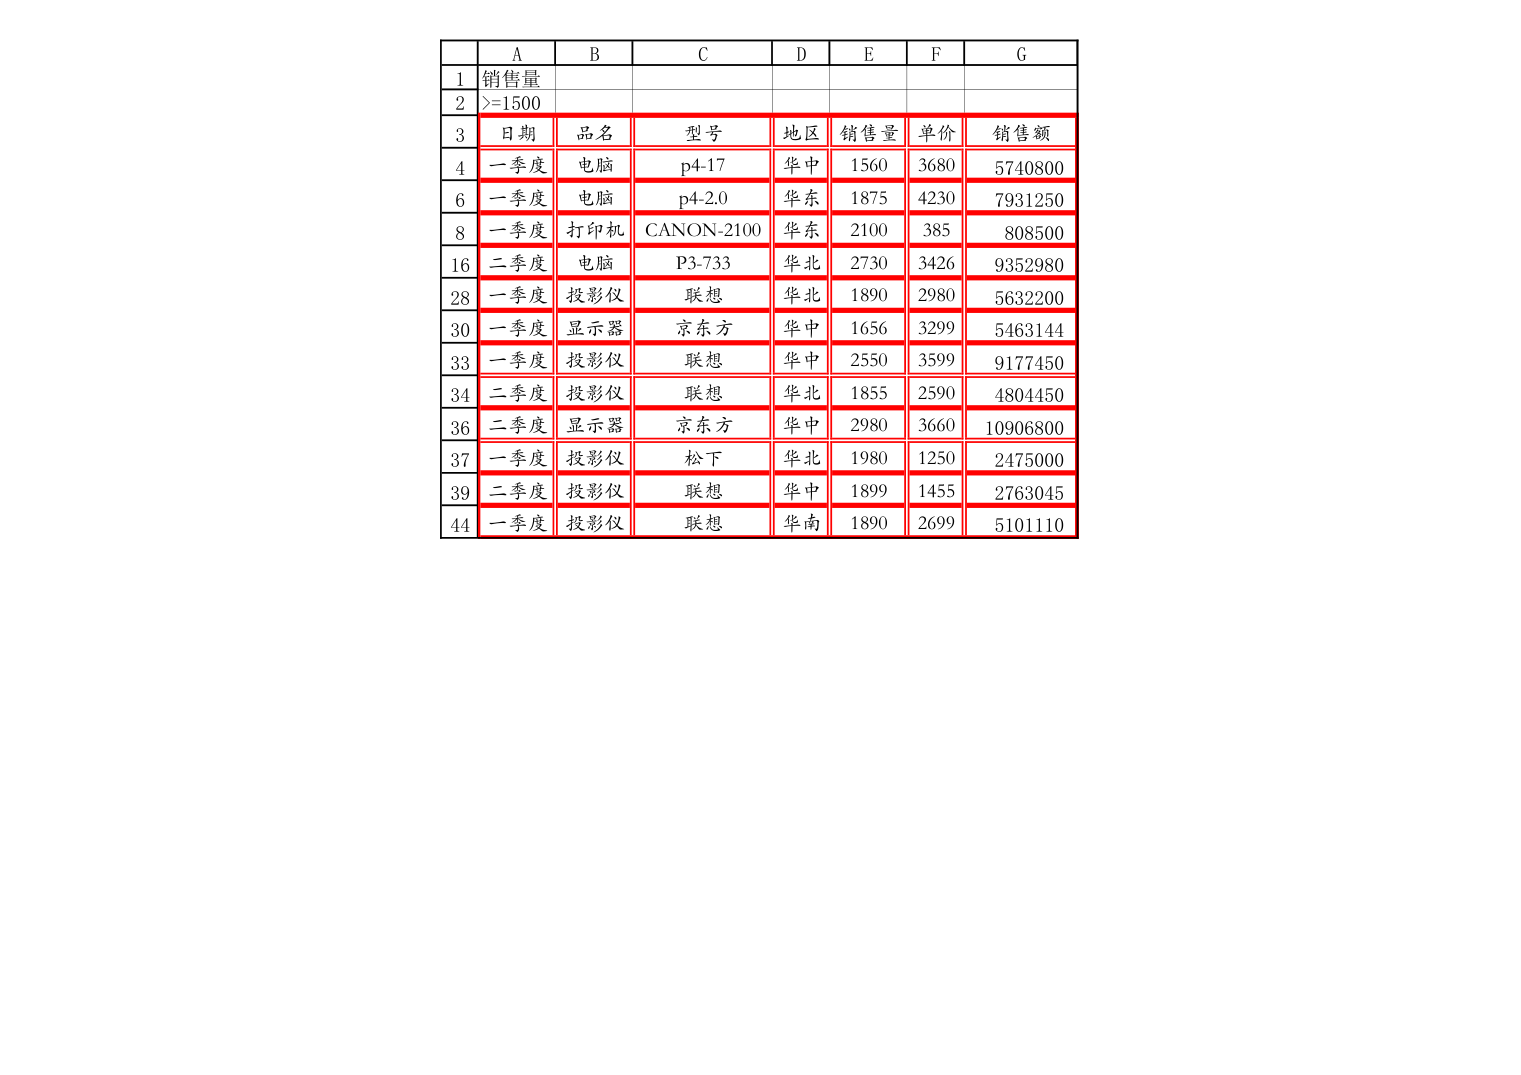 A B C D E F G
1 销售量
2 >=1500
3 日期 品名 型号 地区 销售量 单价 销售额
4 一季度 电脑 p4-17 华中 1560 3680 5740800
6 一季度 电脑 p4-2.0 华东 1875 4230 7931250
8 一季度 打印机 CANON-2100 华东 2100 385 808500
16 二季度 电脑 P3-733 华北 2730 3426 9352980
28 一季度 投影仪 联想 华北 1890 2980 5632200
30 一季度 显示器 京东方 华中 1656 3299 5463144
33 一季度 投影仪 联想 华中 2550 3599 9177450
34 二季度 投影仪 联想 华北 1855 2590 4804450
36 二季度 显示器 京东方 华中 2980 3660 10906800
37 一季度 投影仪 松下 华北 1980 1250 2475000
39 二季度 投影仪 联想 华中 1899 1455 2763045
44 一季度 投影仪 联想 华南 1890 2699 5101110